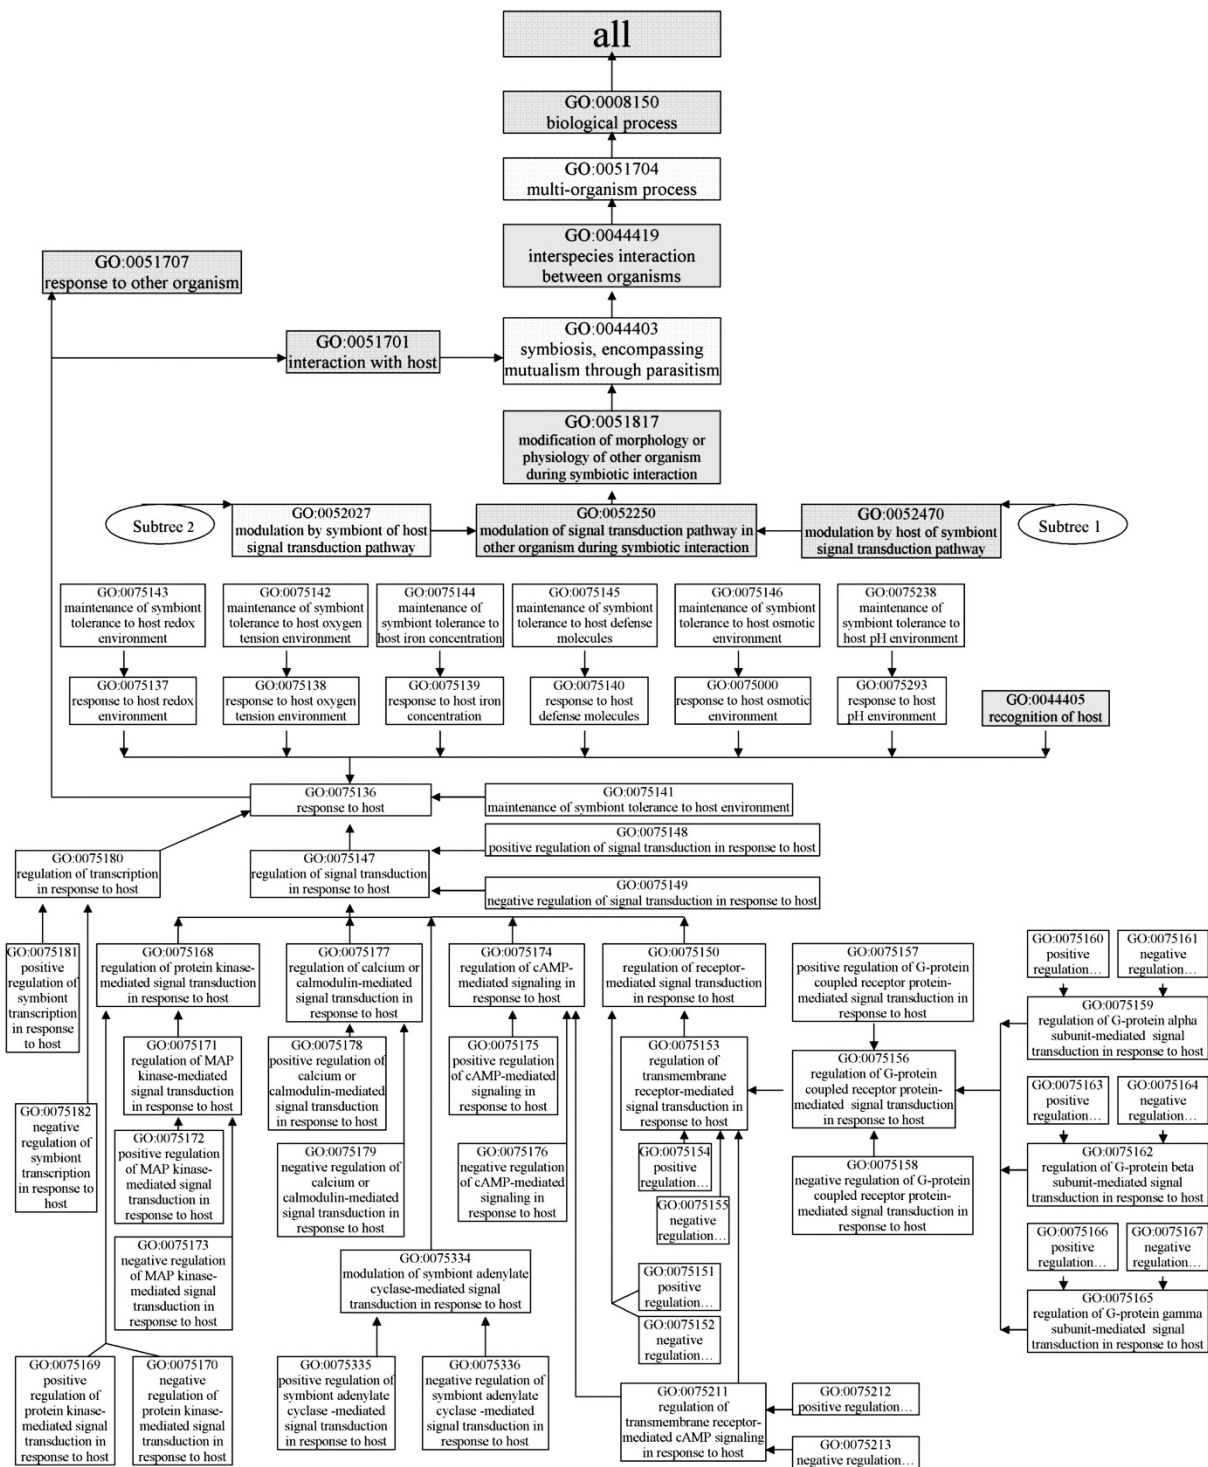 all
GO:0008150
biological process
GO:0051704
multi-organism process
GO:0044419
interspecies interaction
between organisms
GO:0051707
response to other organism
GO:0051701
interaction with host
GO:0044403
symbiosis, encompassing
mutualism through parasitism
GO:0051817
modification of morphology or
physiology of other organism
during symbiotic interaction
Subtree 2
GO:0052027
modulation by symbiont of host
signal transduction pathway
GO:0052250
modulation of signal transduction pathway in
other organism during symbiotic interaction
GO:0052470
modulation by host of symbiont
signal transduction pathway
Subtree 1
GO:0075143
maintenance of symbiont
tolerance to host redox
environment
GO:0075142
maintenance of symbiont
tolerance to host oxygen
tension environment
GO:0075144
maintenance of
symbiont tolerance to
host iron concentration
GO:0075145
maintenance of symbiont
tolerance to host defense
molecules
GO:0075146
maintenance of symbiont
tolerance to host osmotic
environment
GO:0075238
maintenance of
symbiont tolerance to
host pH environment
GO:0075137
response to host redox
environment
GO:0075138
response to host oxygen
tension environment
GO:0075139
response to host iron
concentration
GO:0075140
response to host
defense molecules
GO:0075000
response to host
osmotic environment
GO:0075293
response to host
pH environment
GO:0044405
recognition of host
GO:0075136
response to host
GO:0075141
maintenance of symbiont tolerance to host environment
GO:0075148
positive regulation of signal transduction in response to host
GO:0075180
regulation of transcription
in response to host
GO:0075147
regulation of signal transduction
in response to host
GO:0075149
negative regulation of signal transduction in response to host
GO:0075181
positive
regulation of
symbiont
transcription
in response
to host
GO:0075168
regulation of protein kinase-
mediated signal transduction
in response to host
GO:0075177
regulation of calcium or
calmodulin-mediated
signal transduction in
response to host
GO:0075174
regulation of cAMP-
mediated signaling in
response to host
GO:0075150
regulation of receptor-
mediated signal transduction
in response to host
GO:0075157
positive regulation of G-protein
coupled receptor protein-
mediated signal transduction in
response to host
GO:0075160
positive
regulation…
GO:0075161
negative
regulation…
GO:0075159
regulation of G-protein alpha
subunit-mediated signal
transduction in response to host
GO:0075171
regulation of MAP
kinase-mediated
signal transduction
in response to host
GO:0075178
positive regulation of
calcium or
calmodulin-mediated
signal transduction
in response to host
GO:0075175
positive regulation
of cAMP-mediated
signaling in
response to host
GO:0075153
regulation of
transmembrane
receptor-mediated
signal transduction in
response to host
GO:0075156
regulation of G-protein
coupled receptor protein-
mediated signal transduction
in response to host
GO:0075163
positive
regulation…
GO:0075164
negative
regulation…
GO:0075182
negative
regulation of
symbiont
transcription
in response to
host
GO:0075172
positive regulation
of MAP kinase-
mediated signal
transduction in
response to host
GO:0075179
negative regulation of
calcium or
calmodulin-mediated
signal transduction in
response to host
GO:0075176
negative regulation
of cAMP-mediated
signaling in
response to host
GO:0075154
positive
regulation…
GO:0075155
negative
regulation…
GO:0075158
negative regulation of G-protein
coupled receptor protein-
mediated signal transduction in
response to host
GO:0075162
regulation of G-protein beta
subunit-mediated signal
transduction in response to host
GO:0075166
positive
regulation…
GO:0075167
negative
regulation…
GO:0075173
negative regulation
of MAP kinase-
mediated signal
transduction in
response to host
GO:0075334
modulation of symbiont adenylate
cyclase-mediated signal
transduction in response to host
GO:0075151
positive
regulation…
GO:0075152
negative
regulation…
GO:0075165
regulation of G-protein gamma
subunit-mediated signal
transduction in response to host
GO:0075169
positive
regulation of
protein kinase-
mediated signal
transduction in
response to host
GO:0075170
negative
regulation of
protein kinase-
mediated signal
transduction in
response to host
GO:0075335
positive regulation of
symbiont adenylate
cyclase -mediated
signal transduction
in response to host
GO:0075336
negative regulation of
symbiont adenylate
cyclase -mediated
signal transduction
in response to host
GO:0075211
regulation of
transmembrane receptor-
mediated cAMP signaling
in response to host
GO:0075212
positive regulation…
GO:0075213
negative regulation…